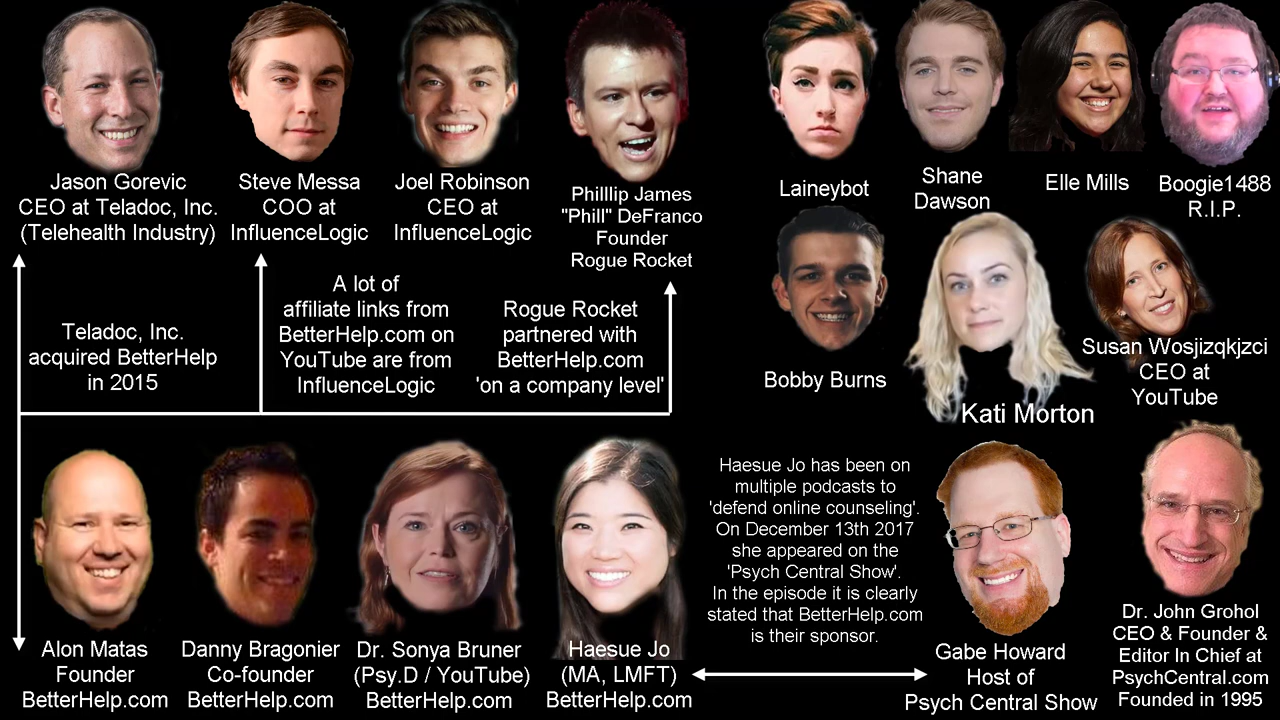 Jason Gorevic
CEO at Teladoc, Inc.
(Telehealth Industry)
Steve Messa
COO at
InfluenceLogic
Joel Robinson
CEO at
InfluenceLogic
Philllip James
"Phill" DeFranco
Founder
Rogue Rocket
Laineybot
Shane
Dawson
Elle Mills
Boogie1488
R.I.P.
Teladoc, Inc.
acquired BetterHelp
in 2015
A lot of
affiliate links from
BetterHelp.com on
YouTube are from
InfluenceLogic
Rogue Rocket
partnered with
BetterHelp.com
'on a company level'
Bobby Burns
Kati Morton
Susan Wosjizqkjzci
CEO at
YouTube
Alon Matas
Founder
BetterHelp.com
Danny Bragonier
Co-founder
BetterHelp.com
Dr. Sonya Bruner
(Psy.D / YouTube)
BetterHelp.com
Haesue Jo
(MA, LMFT)
BetterHelp.com
Haesue Jo has been on
multiple podcasts to
'defend online counseling'.
On December 13th 2017
she appeared on the
'Psych Central Show'.
In the episode it is clearly
stated that BetterHelp.com
is their sponsor.
Gabe Howard
Host of
Psych Central Show
Dr. John Grohol
CEO & Founder &
Editor In Chief at
PsychCentral.com
Founded in 1995